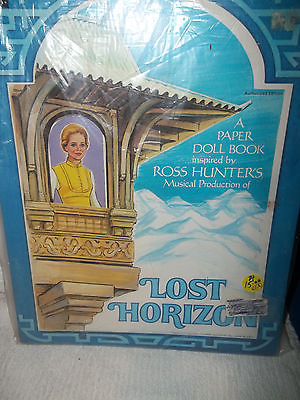 A
PAPER
DOLL BOOK
inspired by
ROSS HUNTER'S
Musical Production of
LOST
HORIZON